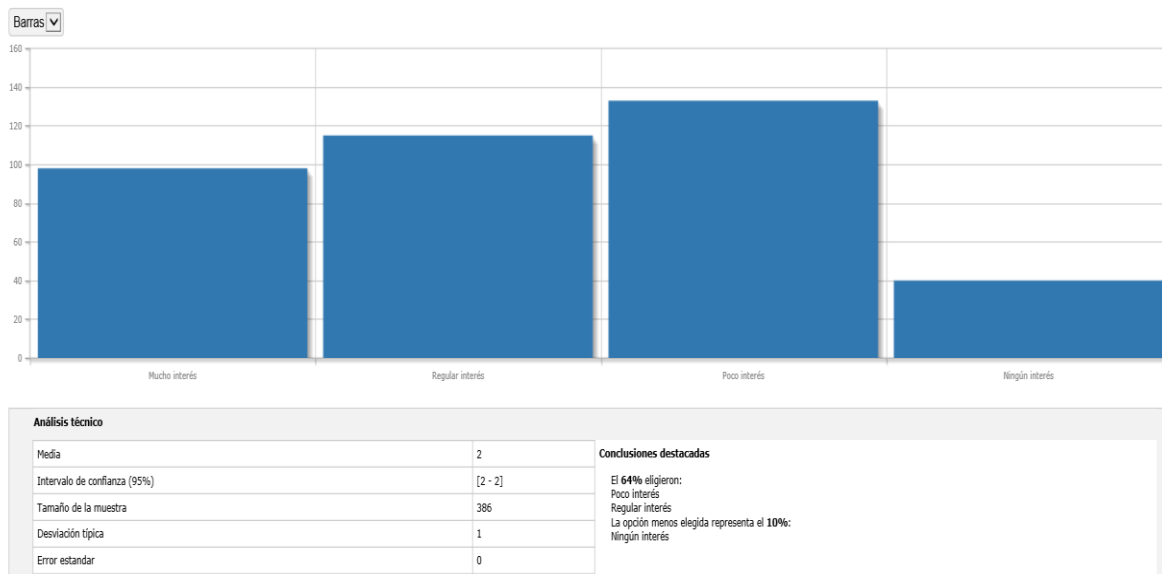 Barras
160
140
120
100
80
60
40
20
0
Mucho interés Regular interés Poco interés Ningún interés
Análisis técnico
Media 2
Intervalo de confianza (95%) [2 - 2]
Tamaño de la muestra 386
Desviación típica 1
Error estandar 0
Conclusiones destacadas
El 64% eligieron:
Poco interés
Regular interés
La opción menos elegida representa el 10%:
Ningún interés